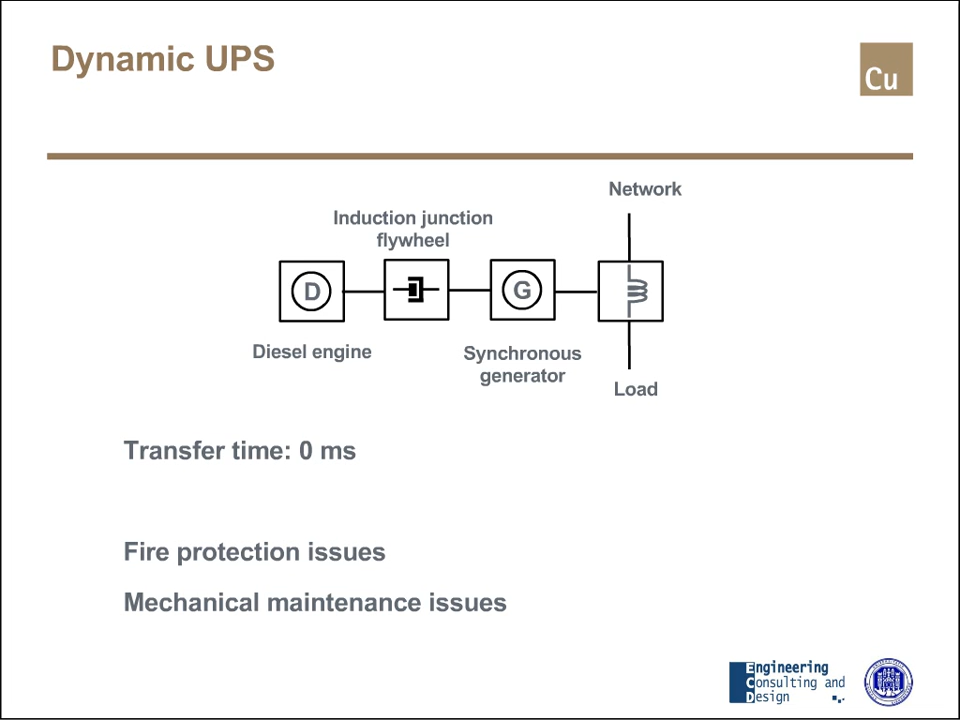 Dynamic UPS
Cu
Network
Induction junction
flywheel
D
G
Diesel engine
Synchronous
generator
Load
Transfer time: 0 ms
Fire protection issues
Mechanical maintenance issues
Engineering
Consulting and
Design